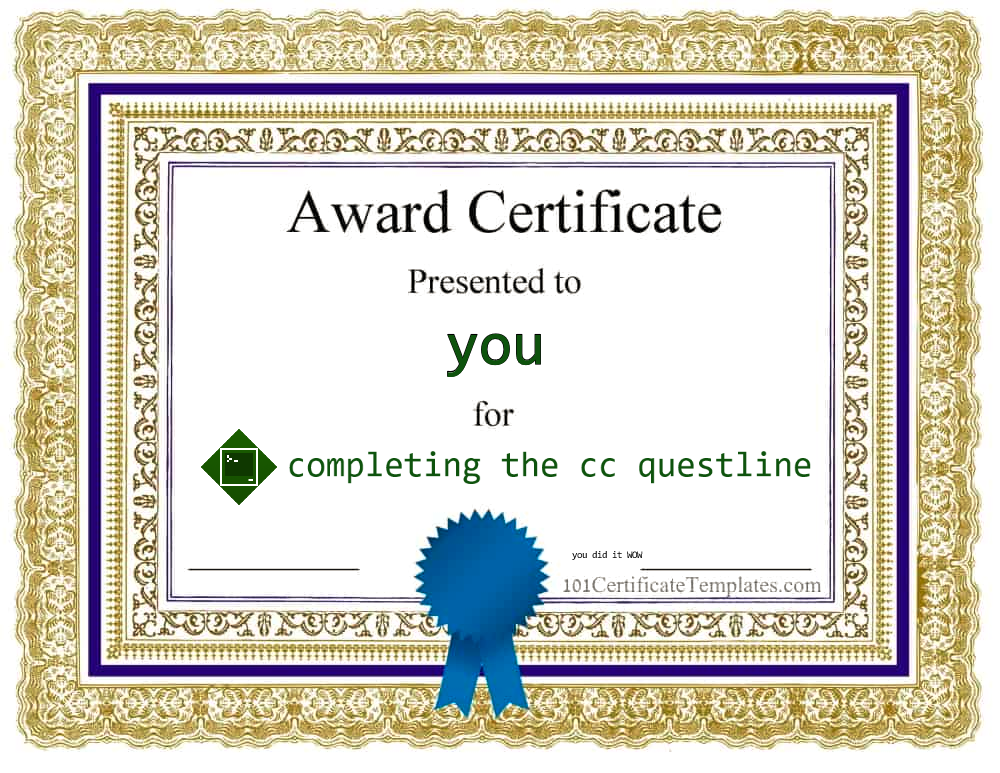 Award Certificate
Presented to
you
for
>-_
completing the cc questline
you did it WOW
101CertificateTemplates.com